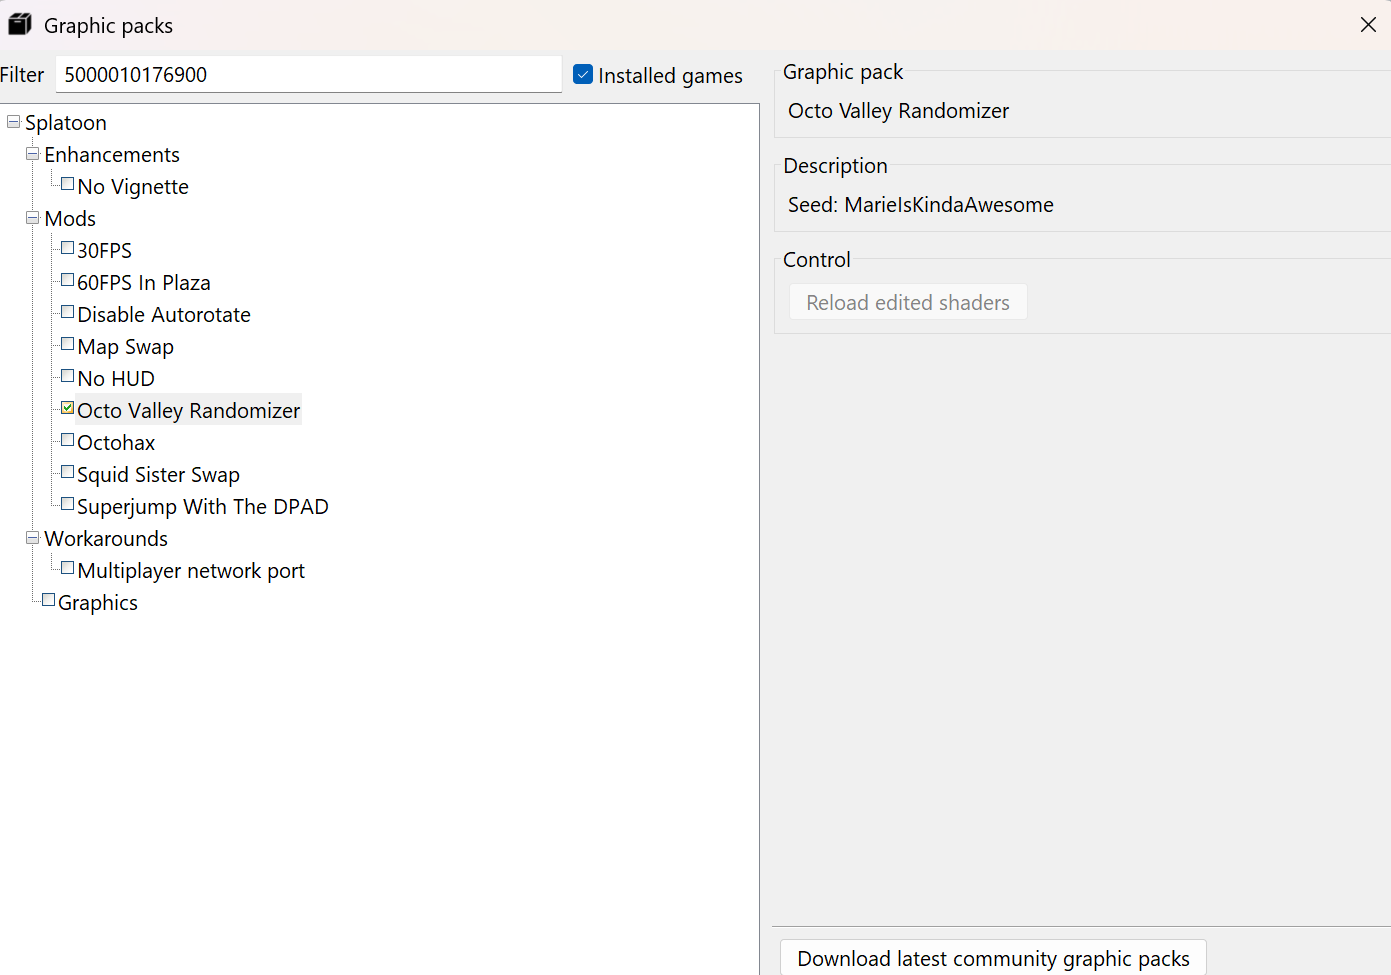 Graphic packs
Filter
5000010176900
Installed games
Splatoon
Enhancements
No Vignette
Mods
30FPS
60FPS In Plaza
Disable Autorotate
Map Swap
No HUD
Octo Valley Randomizer
Octohax
Squid Sister Swap
Superjump With The DPAD
Workarounds
Multiplayer network port
Graphics
Graphic pack
Octo Valley Randomizer
Description
Seed: MarieIsKindaAwesome
Control
Reload edited shaders
Download latest community graphic packs